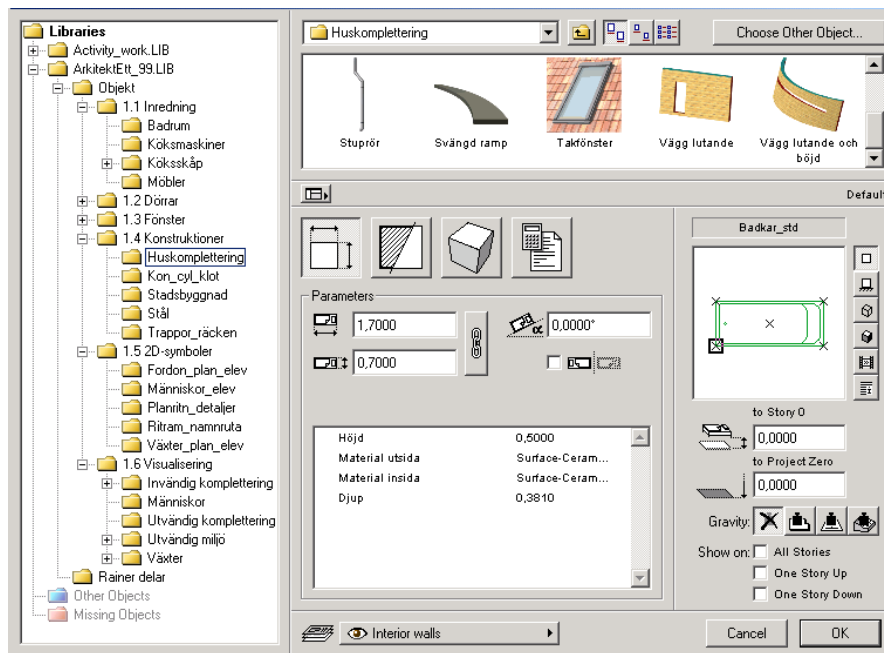 Libraries
Activity_work.LIB
ArkitektEtt_99.LIB
Objekt
1.1 Inredning
Badrum
Köksmaskiner
Köksskåp
Möbler
1.2 Dörrar
1.3 Fönster
1.4 Konstruktioner
Huskomplettering
Kon_cyl_klot
Stadsbyggnad
Stål
Trappor_räcken
1.5 2D-symboler
Fordon_plan_elev
Människor_elev
Planritn_detaljer
Ritram_namnruta
Växter_plan_elev
1.6 Visualisering
Invändig komplettering
Människor
Utvändig komplettering
Utvändig miljö
Växter
Rainer delar
Other Objects
Missing Objects
Huskomplettering
Choose Other Object...
Stuprör
Svängd ramp
Takfönster
Vägg lutande
Vägg lutande och
böjd
Default
Parameters
1,7000
α
0,0000°
0,7000
Höjd 0,5000
Material utsida Surface-Ceram...
Material insida Surface-Ceram...
Djup 0,3810
Badkar_std
to Story 0
0,0000
to Project Zero
0,0000
Gravity:
Show on: All Stories
One Story Up
One Story Down
Interior walls
Cancel
OK